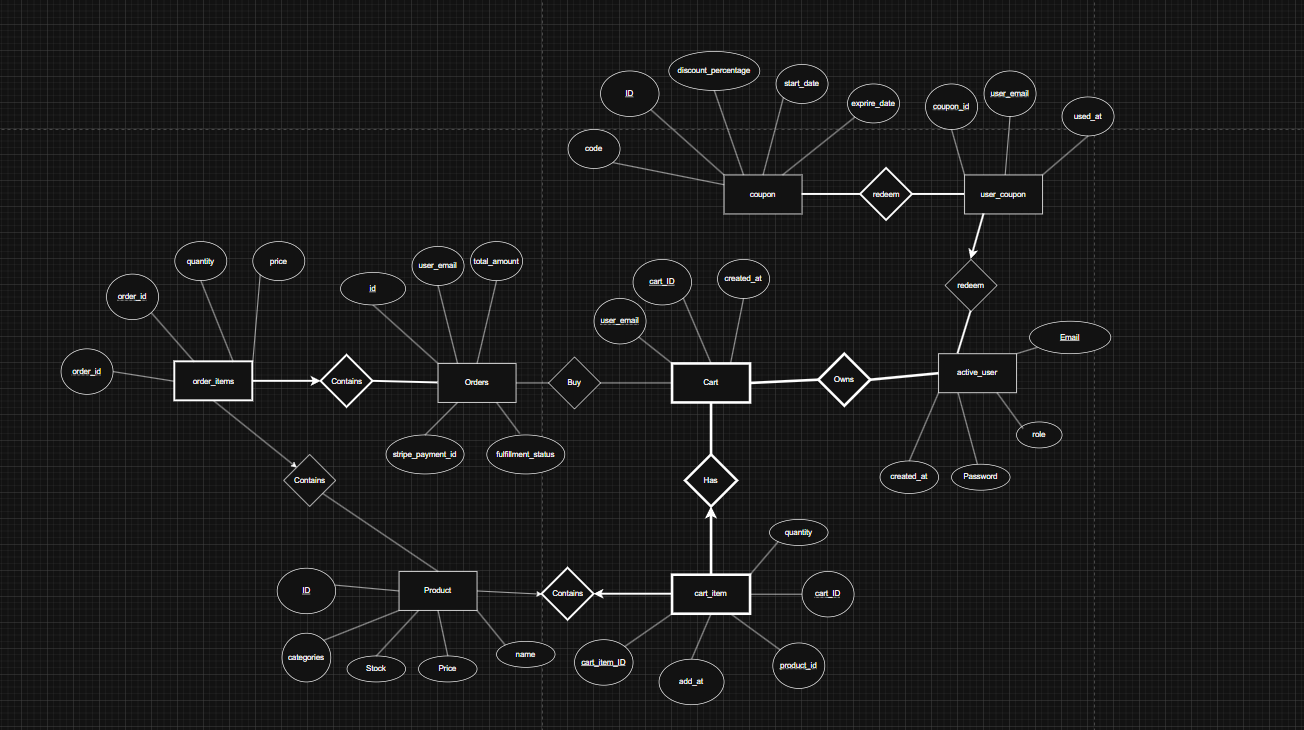 discount_percentage
start_date
ID
exprire_date
coupon_id
user_email
used_at
code
coupon
redeem
user_coupon
quantity
price
order_id
id
user_email
total_amount
cart_ID
created_at
user_email
redeem
Email
order_id
order_items
Contains
Orders
Buy
Cart
Owns
active_user
role
stripe_payment_id
fulfillment_status
created_at
Password
Contains
Has
quantity
ID
Product
Contains
cart_item
cart_ID
categories
Stock
Price
name
cart_item_ID
add_at
product_id